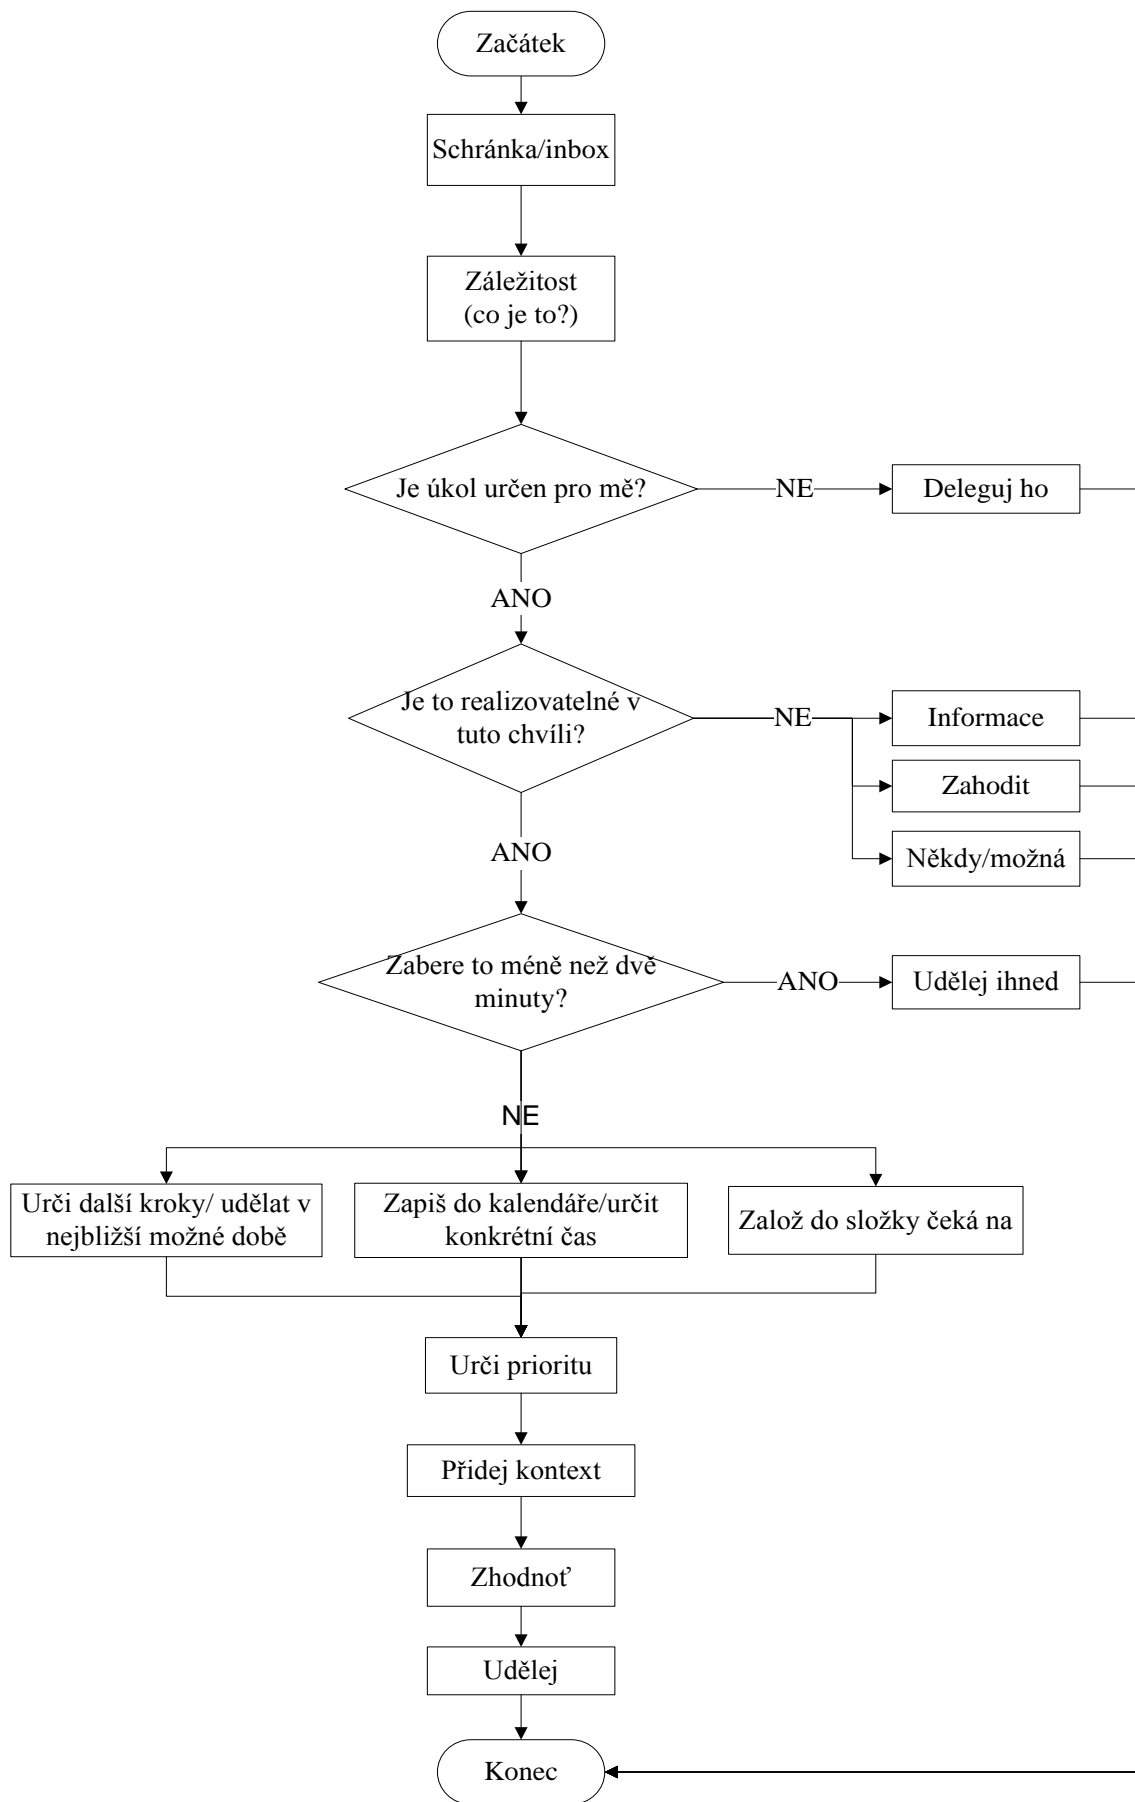 Začátek
Schránka/inbox
Záležitost
(co je to?)
Je úkol určen pro mě?
NE
Deleguj ho
ANO
Je to realizovatelné v
tuto chvíli?
NE
Informace
Zahodit
Někdy/možná
ANO
Zabere to méně než dvě
minuty?
ANO
Udělej ihned
NE
Urči další kroky/ udělat v
nejbližší možné době
Zapiš do kalendáře/určit
konkrétní čas
Založ do složky čeká na
Urči prioritu
Přidej kontext
Zhodnoť
Udělej
Konec